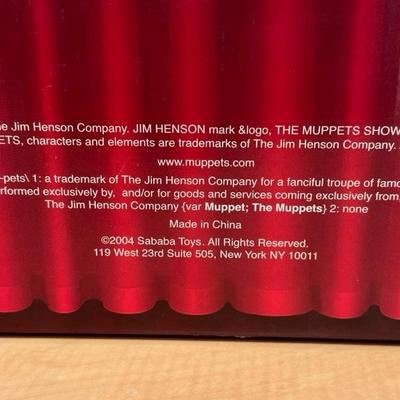 The Jim Henson Company. JIM HENSON mark &logo, THE MUPPETS SHOW
ETS, characters and elements are trademarks of The Jim Henson Company.
www.muppets.com
-pets\ 1: a trademark of The Jim Henson Company for a fanciful troupe of famo
erformed exclusively by, and/or for goods and services coming exclusively from,
The Jim Henson Company {var Muppet; The Muppets} 2: none
Made in China
©2004 Sababa Toys. All Rights Reserved.
119 West 23rd Suite 505, New York NY 10011